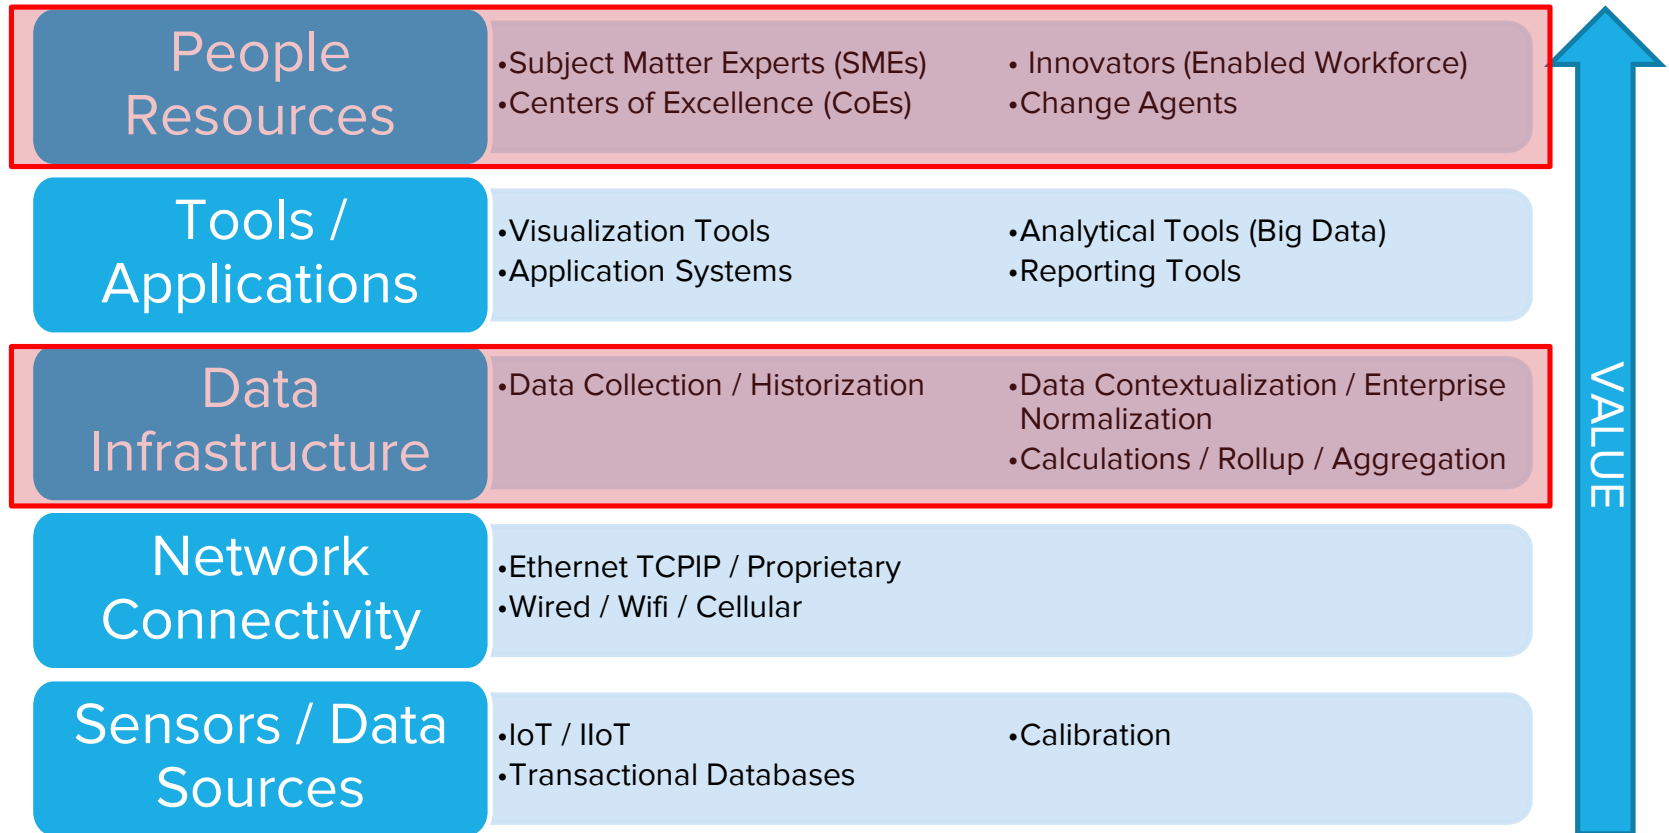 People
Resources
•Subject Matter Experts (SMEs)
•Centers of Excellence (CoEs)
• Innovators (Enabled Workforce)
•Change Agents
Tools /
Applications
•Visualization Tools
•Application Systems
•Analytical Tools (Big Data)
•Reporting Tools
Data
Infrastructure
•Data Collection / Historization
•Data Contextualization / Enterprise
Normalization
•Calculations / Rollup / Aggregation
Network
Connectivity
•Ethernet TCPIP / Proprietary
•Wired / Wifi / Cellular
Sensors / Data
Sources
•IoT / IIoT
•Transactional Databases
•Calibration
VALUE